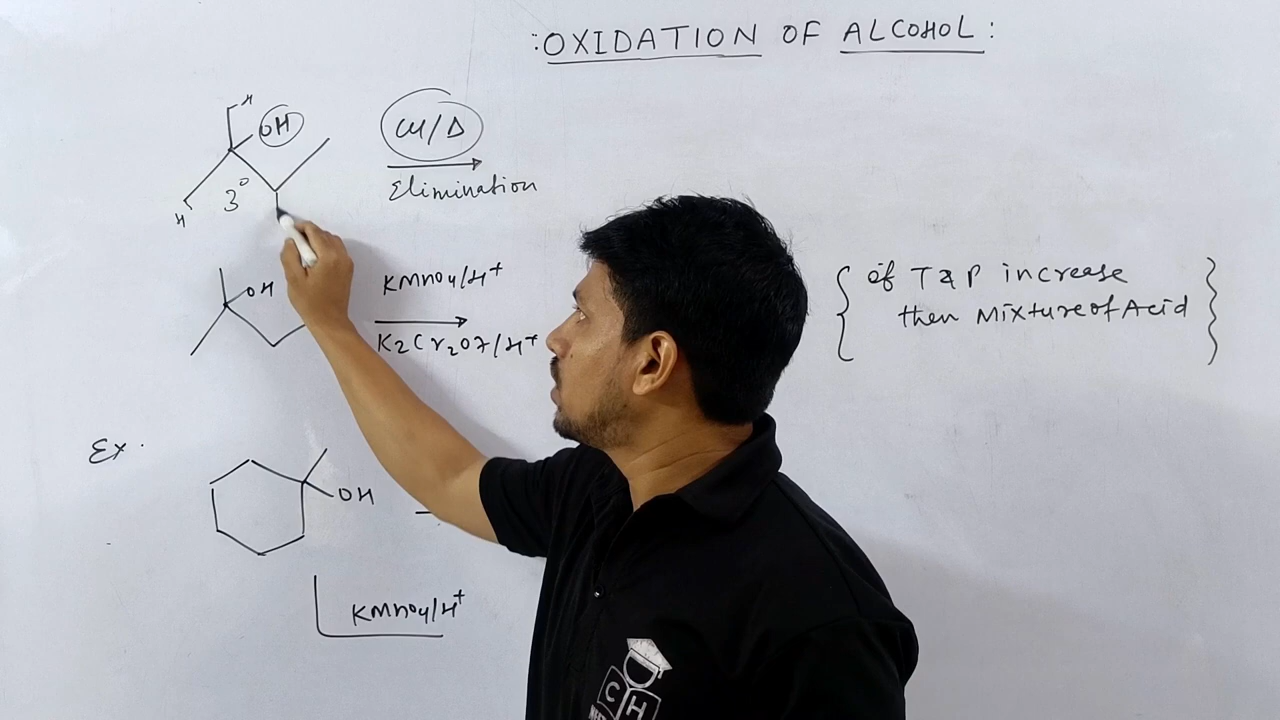 :OXIDATION OF ALCOHOL:
H
OH
Cu/Δ
3°
Elimination
H
OH
KMnO4/H+
K2Cr2O7/H+
{ if T & P increase
then Mixture of Acid }
Ex.
OH
KMnO4/H+
C H